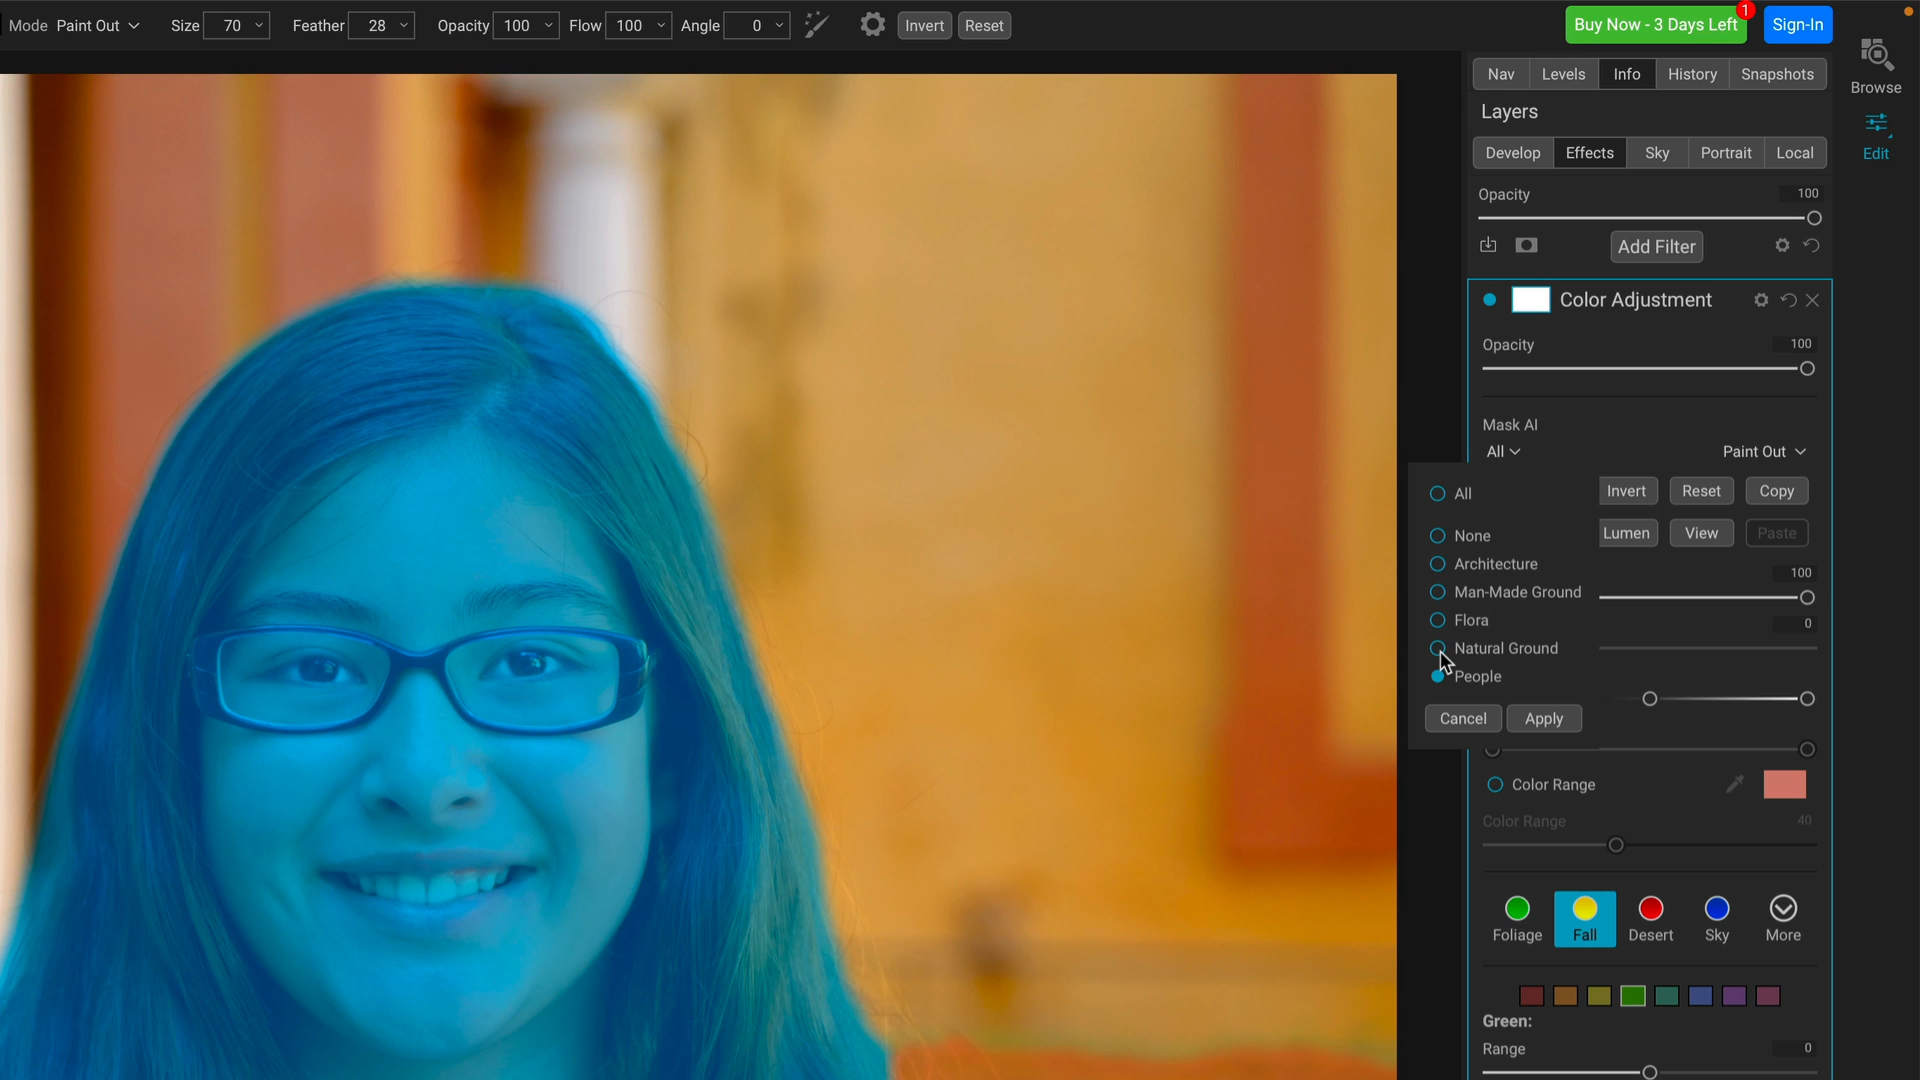 Mode Paint Out Size 70 Feather 28 Opacity 100 Flow 100 Angle 0 Invert Reset
Buy Now - 3 Days Left 1 Sign-In
Browse
Edit
Nav Levels Info History Snapshots
Layers
Develop Effects Sky Portrait Local
Opacity 100
Add Filter
Color Adjustment
Opacity 100
Mask AI
All Paint Out
All
None
Architecture
Man-Made Ground
Flora
Natural Ground
People
Cancel Apply
Invert Reset Copy
Lumen View Paste
100
0
Color Range
Color Range 40
Foliage Fall Desert Sky More
Green:
Range 0